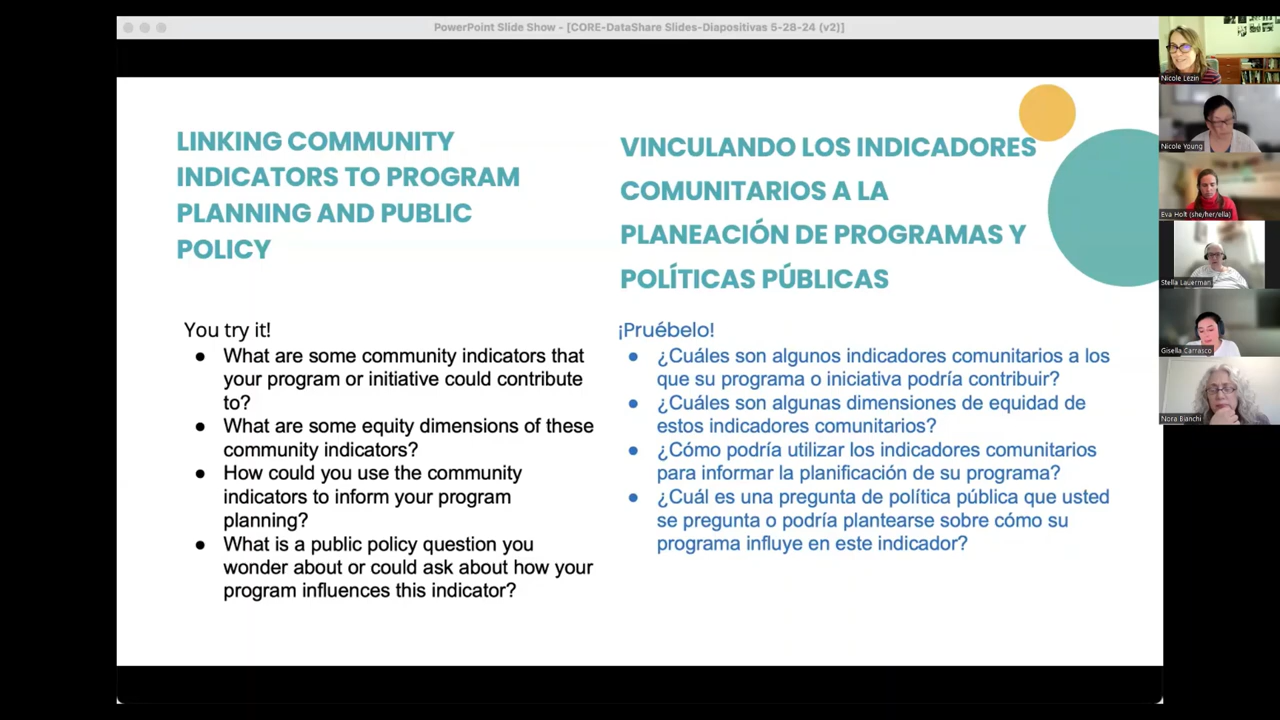 PowerPoint Slide Show - [CORE-DataShare Slides-Diapositivas 5-28-24 (v2)]
LINKING COMMUNITY
INDICATORS TO PROGRAM
PLANNING AND PUBLIC
POLICY
You try it!
● What are some community indicators that
your program or initiative could contribute
to?
● What are some equity dimensions of these
community indicators?
● How could you use the community
indicators to inform your program
planning?
● What is a public policy question you
wonder about or could ask about how your
program influences this indicator?
VINCULANDO LOS INDICADORES
COMUNITARIOS A LA
PLANEACIÓN DE PROGRAMAS Y
POLÍTICAS PÚBLICAS
¡Pruébelo!
● ¿Cuáles son algunos indicadores comunitarios a los
que su programa o iniciativa podría contribuir?
● ¿Cuáles son algunas dimensiones de equidad de
estos indicadores comunitarios?
● ¿Cómo podría utilizar los indicadores comunitarios
para informar la planificación de su programa?
● ¿Cuál es una pregunta de política pública que usted
se pregunta o podría plantearse sobre cómo su
programa influye en este indicador?
Nicole Lezin
Nicole Young
Eva Holt (she/her/ella)
Stella Lauerman
Gisella Carrasco
Nora Bianchi